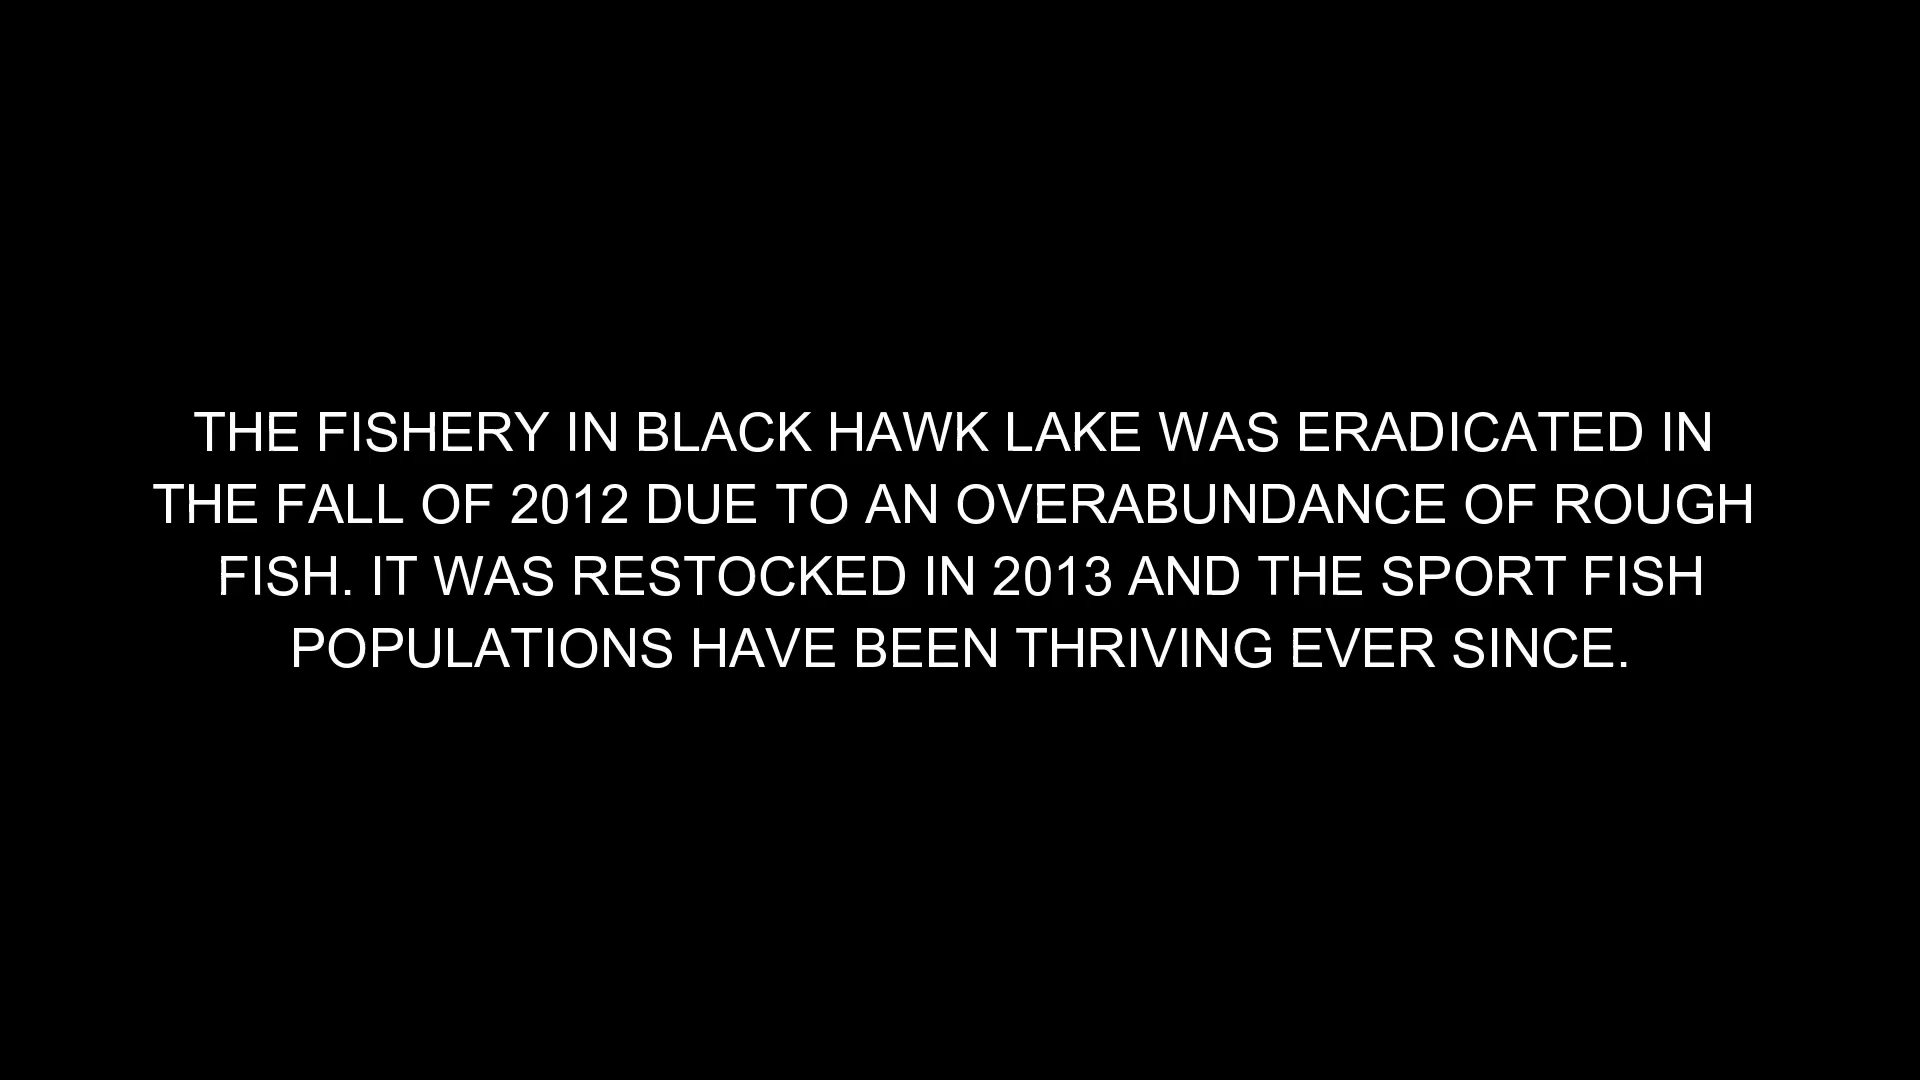 THE FISHERY IN BLACK HAWK LAKE WAS ERADICATED IN
THE FALL OF 2012 DUE TO AN OVERABUNDANCE OF ROUGH
FISH. IT WAS RESTOCKED IN 2013 AND THE SPORT FISH
POPULATIONS HAVE BEEN THRIVING EVER SINCE.